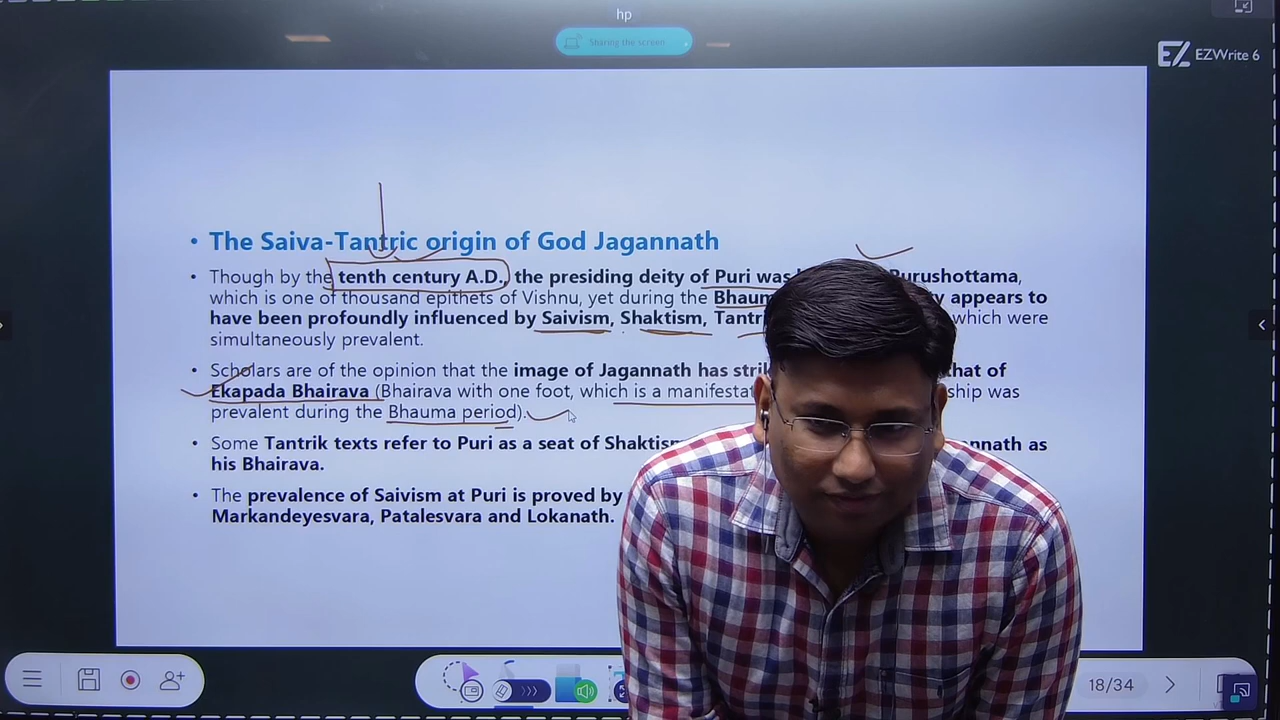 hp
Sharing the screen
EZ EZWrite 6
• The Saiva-Tantric origin of God Jagannath
• Though by the tenth century A.D., the presiding deity of Puri was Purushottama,
which is one of thousand epithets of Vishnu, yet during the Bhaum y appears to
have been profoundly influenced by Saivism, Shaktism, Tantr which were
simultaneously prevalent.
• Scholars are of the opinion that the image of Jagannath has that of
Ekapada Bhairava (Bhairava with one foot, which is a was
prevalent during the Bhauma period).
• Some Tantrik texts refer to Puri as a seat of as
his Bhairava.
• The prevalence of Saivism at Puri is proved by
Markandeyesvara, Patalesvara and Lokanath.
18/34